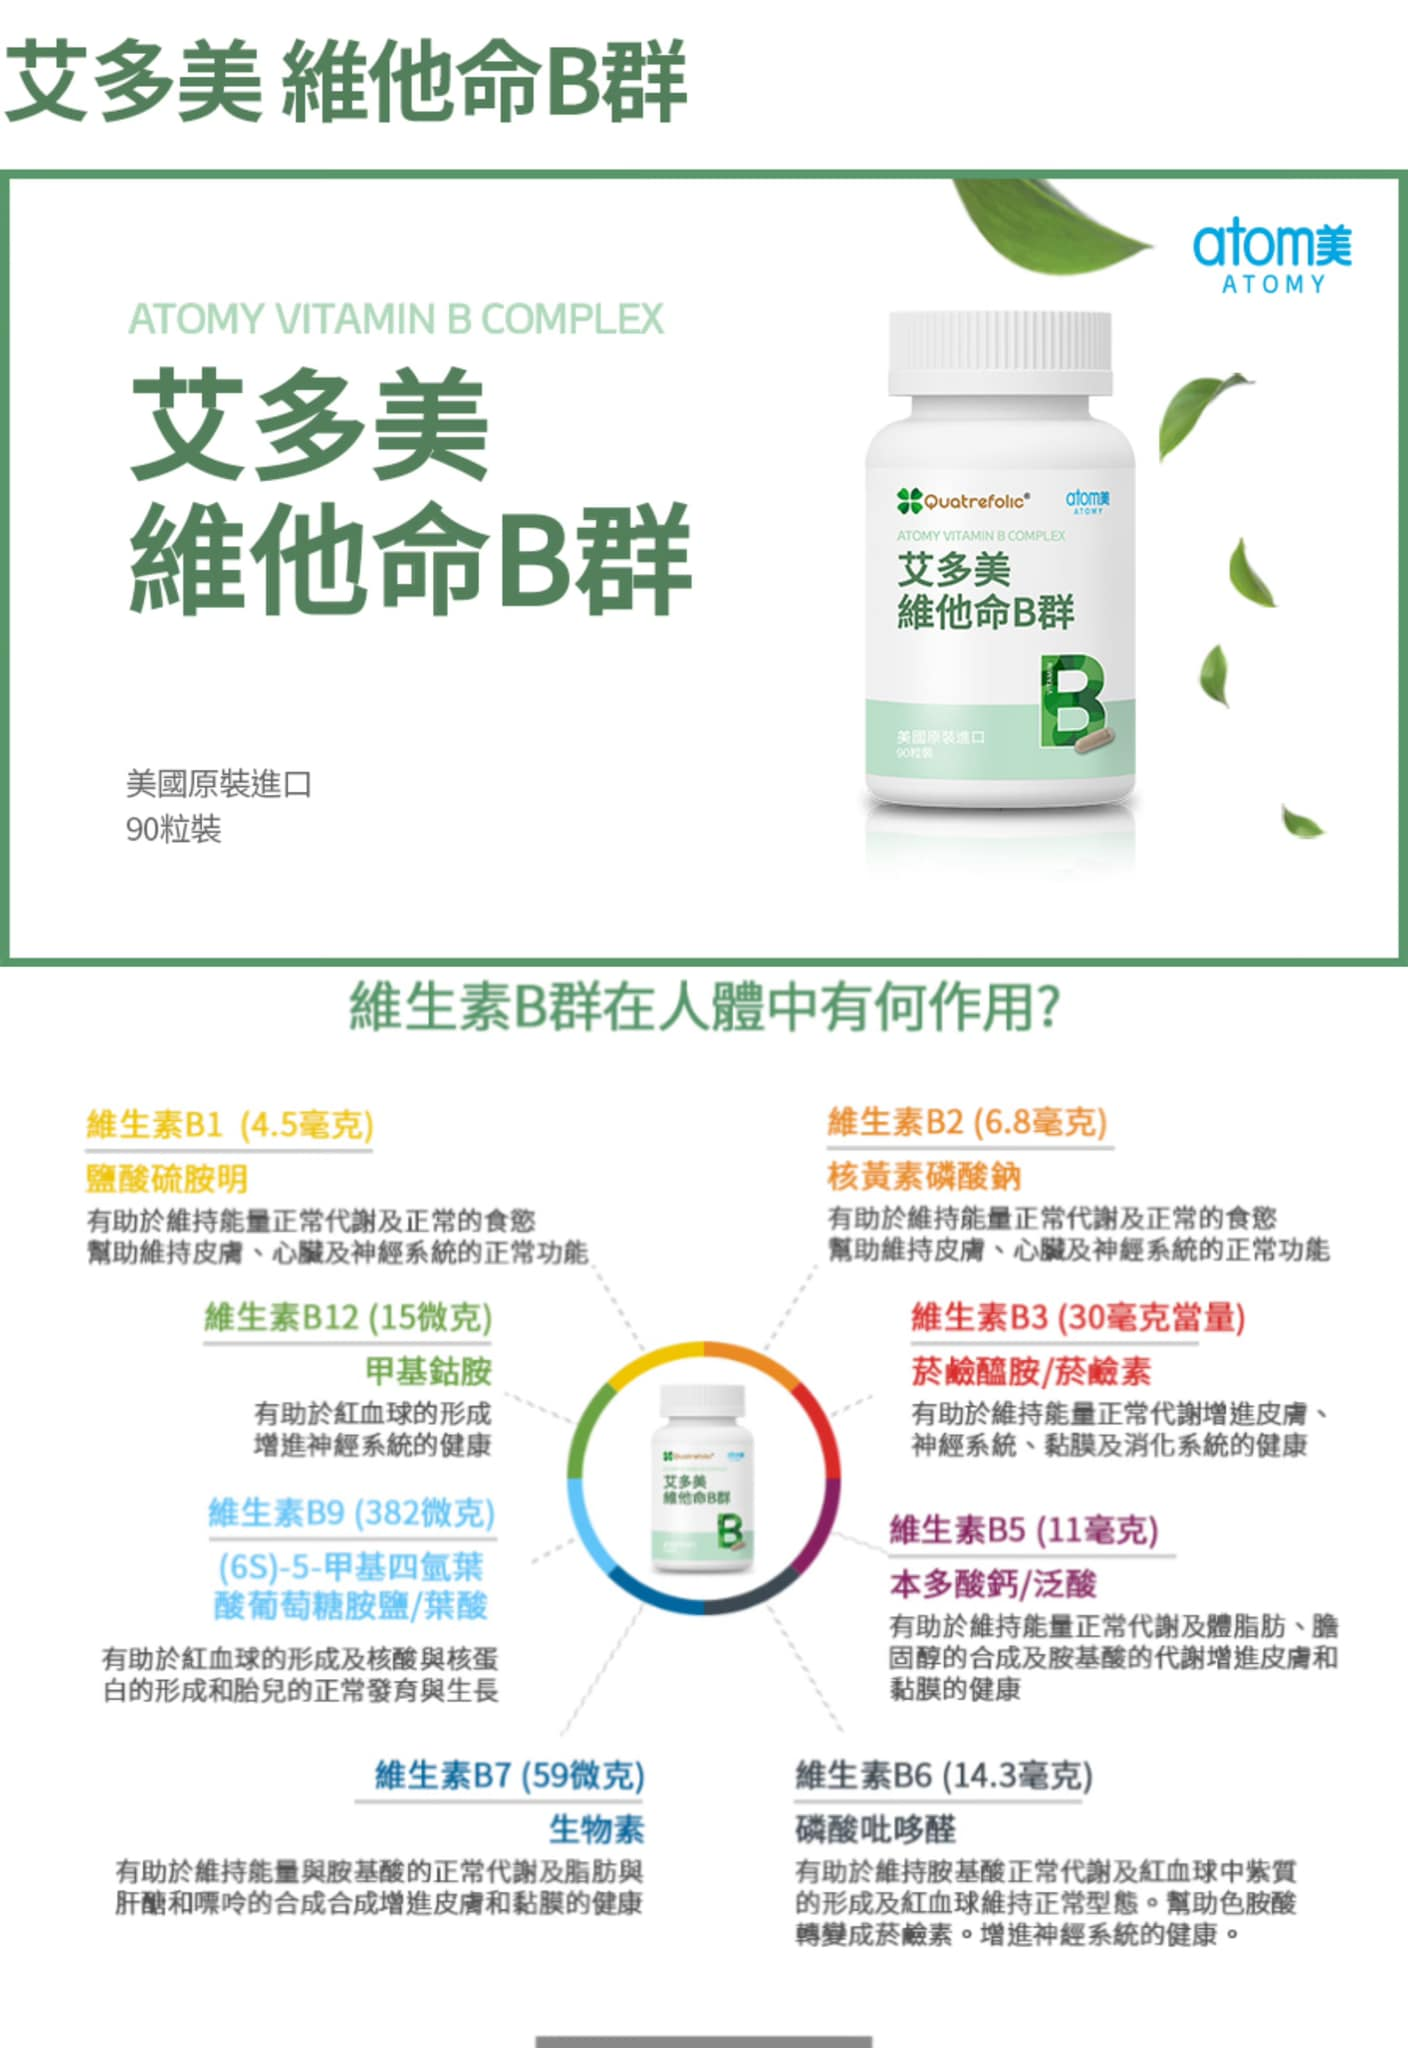 艾多美 維他命B群
atom美
ATOMY
ATOMY VITAMIN B COMPLEX
艾多美
維他命B群
美國原裝進口
90粒裝
Quatrefolic®
atom美
ATOMY
ATOMY VITAMIN B COMPLEX
艾多美
維他命B群
VITAMIN
B
美國原裝進口
90粒裝
維生素B群在人體中有何作用?
維生素B1 (4.5毫克)
鹽酸硫胺明
有助於維持能量正常代謝及正常的食慾
幫助維持皮膚、心臟及神經系統的正常功能
維生素B2 (6.8毫克)
核黃素磷酸鈉
有助於維持能量正常代謝及正常的食慾
幫助維持皮膚、心臟及神經系統的正常功能
維生素B12 (15微克)
甲基鈷胺
有助於紅血球的形成
增進神經系統的健康
維生素B3 (30毫克當量)
菸鹼醯胺/菸鹼素
有助於維持能量正常代謝增進皮膚、
神經系統、黏膜及消化系統的健康
艾多美
維他命B群
B
維生素B9 (382微克)
(6S)-5-甲基四氫葉
酸葡萄糖胺鹽/葉酸
有助於紅血球的形成及核酸與核蛋
白的形成和胎兒的正常發育與生長
維生素B5 (11毫克)
本多酸鈣/泛酸
有助於維持能量正常代謝及體脂肪、膽
固醇的合成及胺基酸的代謝增進皮膚和
黏膜的健康
維生素B7 (59微克)
生物素
有助於維持能量與胺基酸的正常代謝及脂肪與
肝醣和嘌呤的合成合成增進皮膚和黏膜的健康
維生素B6 (14.3毫克)
磷酸吡哆醛
有助於維持胺基酸正常代謝及紅血球中紫質
的形成及紅血球維持正常型態。幫助色胺酸
轉變成菸鹼素。增進神經系統的健康。